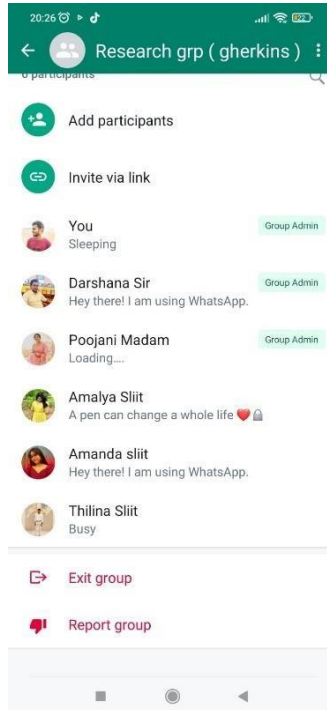 20:26
22
Research grp ( gherkins )
6 participants
Add participants
Invite via link
You
Group Admin
Sleeping
Darshana Sir
Group Admin
Hey there! I am using WhatsApp.
Poojani Madam
Group Admin
Loading....
Amalya Sliit
A pen can change a whole life ❤️🔒
Amanda sliit
Hey there! I am using WhatsApp.
Thilina Sliit
Busy
Exit group
Report group